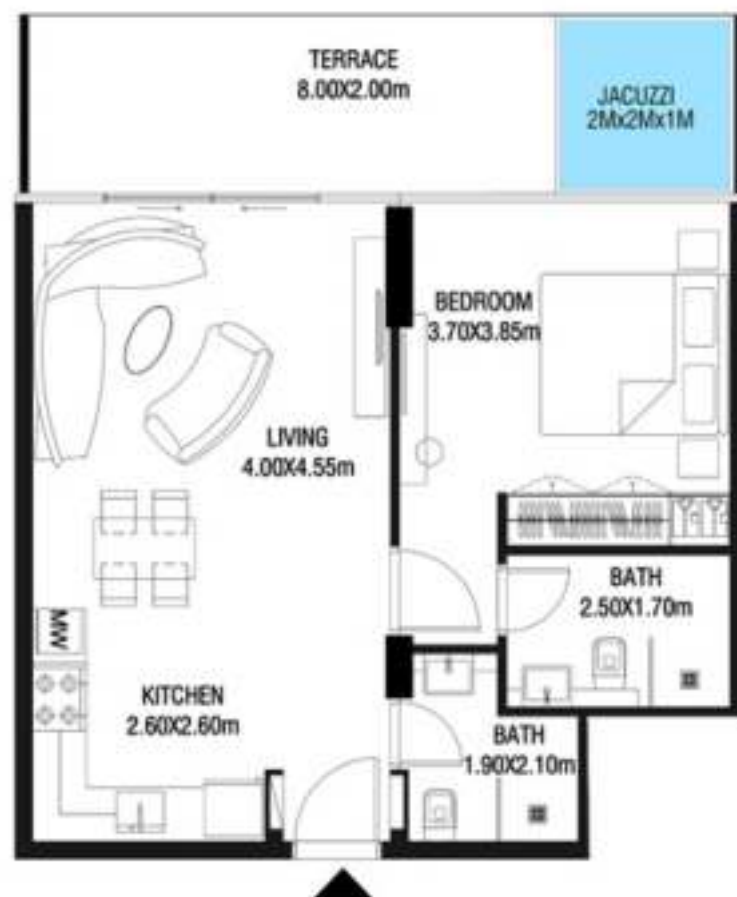 TERRACE
8.00X2.00m
JACUZZI
2Mx2Mx1M
BEDROOM
3.70X3.85m
LIVING
4.00X4.55m
BATH
2.50X1.70m
MW
KITCHEN
2.60X2.60m
BATH
1.90X2.10m